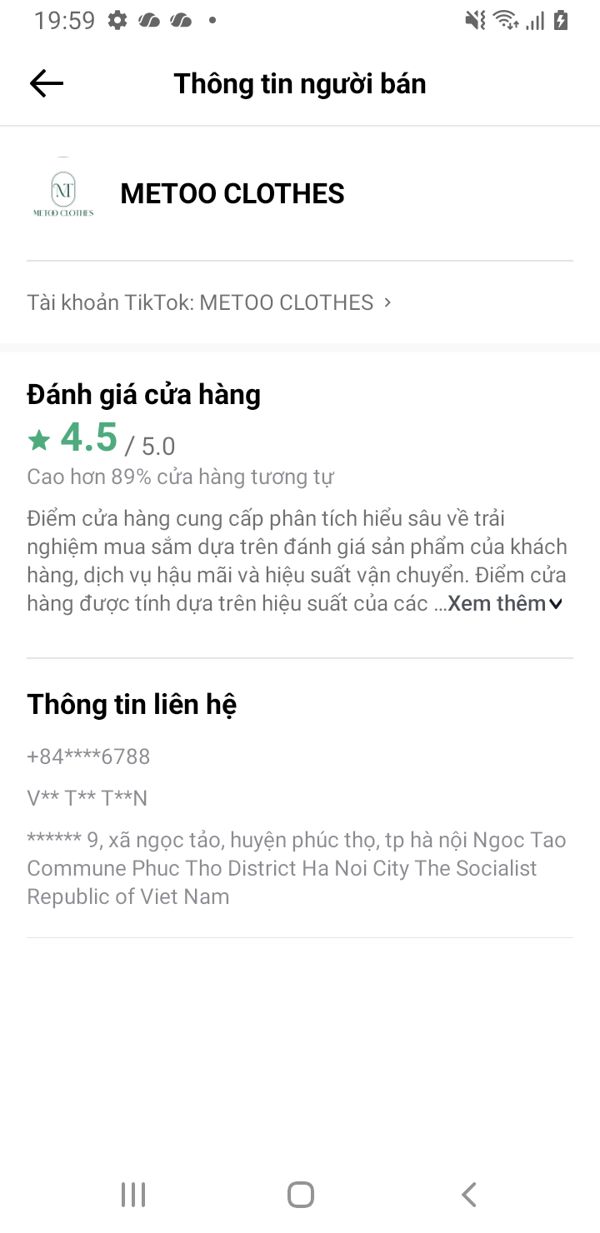 19:59
Thông tin người bán
METOO CLOTHES
METOO CLOTHES
Tài khoản TikTok: METOO CLOTHES >
Đánh giá cửa hàng
4.5 / 5.0
Cao hơn 89% cửa hàng tương tự
Điểm cửa hàng cung cấp phân tích hiểu sâu về trải
nghiệm mua sắm dựa trên đánh giá sản phẩm của khách
hàng, dịch vụ hậu mãi và hiệu suất vận chuyển. Điểm cửa
hàng được tính dựa trên hiệu suất của các ...Xem thêm
Thông tin liên hệ
+84****6788
V** T** T**N
****** 9, xã ngọc tảo, huyện phúc thọ, tp hà nội Ngoc Tao
Commune Phuc Tho District Ha Noi City The Socialist
Republic of Viet Nam